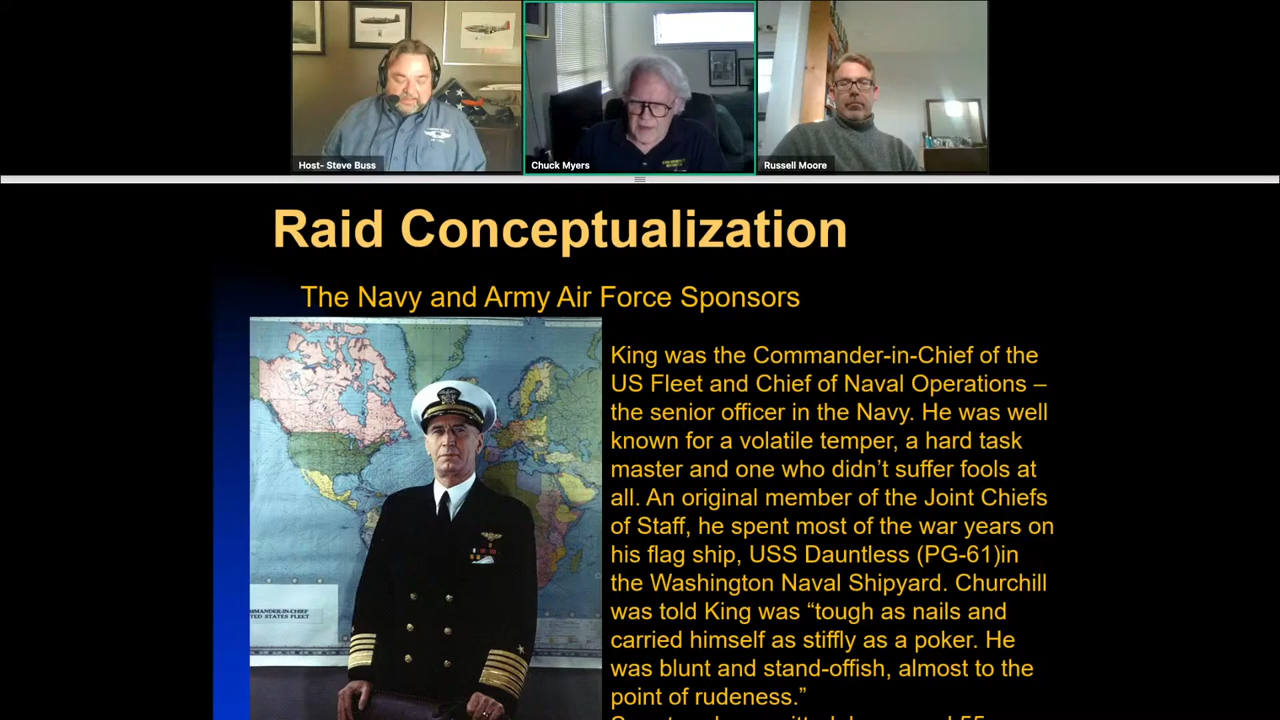 Host- Steve Buss
Chuck Myers
Russell Moore
Raid Conceptualization
The Navy and Army Air Force Sponsors
King was the Commander-in-Chief of the
US Fleet and Chief of Naval Operations –
the senior officer in the Navy. He was well
known for a volatile temper, a hard task
master and one who didn’t suffer fools at
all. An original member of the Joint Chiefs
of Staff, he spent most of the war years on
his flag ship, USS Dauntless (PG-61)in
the Washington Naval Shipyard. Churchill
was told King was “tough as nails and
carried himself as stiffly as a poker. He
was blunt and stand-offish, almost to the
point of rudeness.”
MMANDER-IN-CHIEF
TED STATES FLEET